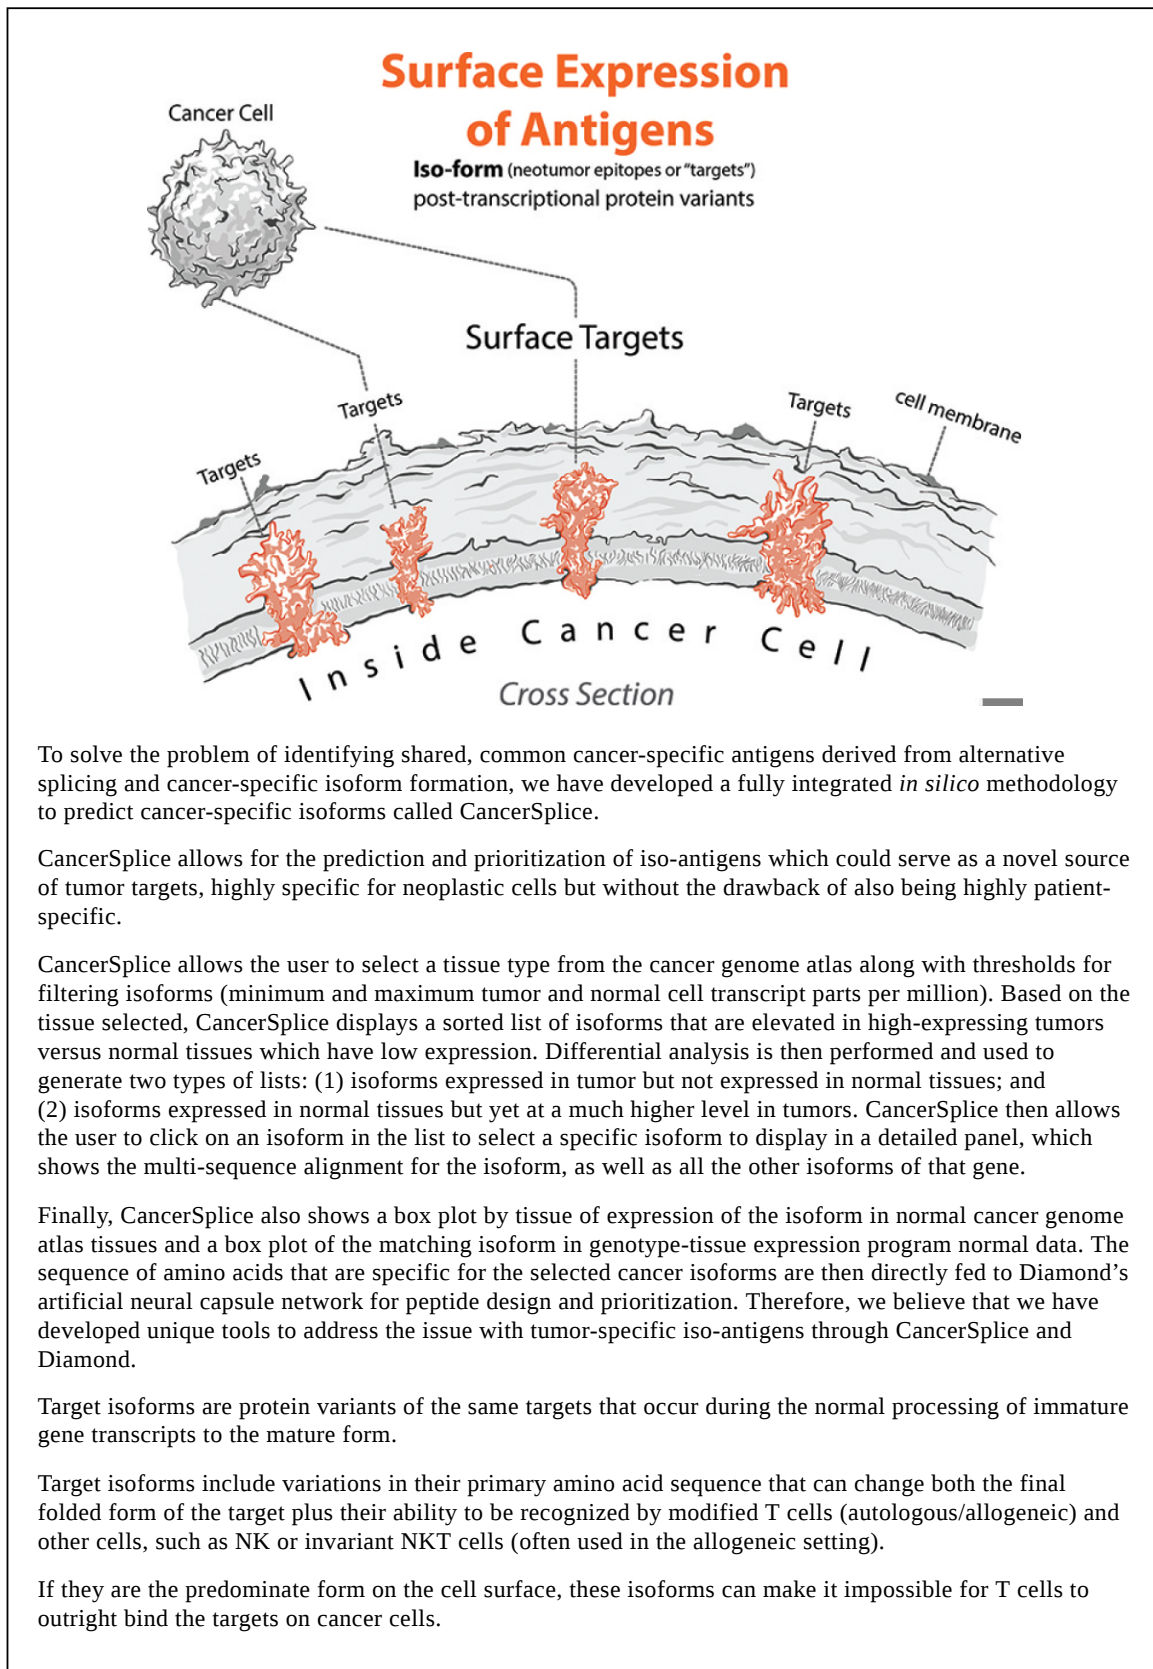 Surface Expression
of Antigens
Cancer Cell
Iso-form (neotumor epitopes or "targets")
post-transcriptional protein variants
Surface Targets
Targets
Targets
Targets
cell membrane
Inside Cancer Cell
Cross Section
To solve the problem of identifying shared, common cancer-specific antigens derived from alternative
splicing and cancer-specific isoform formation, we have developed a fully integrated in silico methodology
to predict cancer-specific isoforms called CancerSplice.
CancerSplice allows for the prediction and prioritization of iso-antigens which could serve as a novel source
of tumor targets, highly specific for neoplastic cells but without the drawback of also being highly patient-
specific.
CancerSplice allows the user to select a tissue type from the cancer genome atlas along with thresholds for
filtering isoforms (minimum and maximum tumor and normal cell transcript parts per million). Based on the
tissue selected, CancerSplice displays a sorted list of isoforms that are elevated in high-expressing tumors
versus normal tissues which have low expression. Differential analysis is then performed and used to
generate two types of lists: (1) isoforms expressed in tumor but not expressed in normal tissues; and
(2) isoforms expressed in normal tissues but yet at a much higher level in tumors. CancerSplice then allows
the user to click on an isoform in the list to select a specific isoform to display in a detailed panel, which
shows the multi-sequence alignment for the isoform, as well as all the other isoforms of that gene.
Finally, CancerSplice also shows a box plot by tissue of expression of the isoform in normal cancer genome
atlas tissues and a box plot of the matching isoform in genotype-tissue expression program normal data. The
sequence of amino acids that are specific for the selected cancer isoforms are then directly fed to Diamond's
artificial neural capsule network for peptide design and prioritization. Therefore, we believe that we have
developed unique tools to address the issue with tumor-specific iso-antigens through CancerSplice and
Diamond.
Target isoforms are protein variants of the same targets that occur during the normal processing of immature
gene transcripts to the mature form.
Target isoforms include variations in their primary amino acid sequence that can change both the final
folded form of the target plus their ability to be recognized by modified T cells (autologous/allogeneic) and
other cells, such as NK or invariant NKT cells (often used in the allogeneic setting).
If they are the predominate form on the cell surface, these isoforms can make it impossible for T cells to
outright bind the targets on cancer cells.